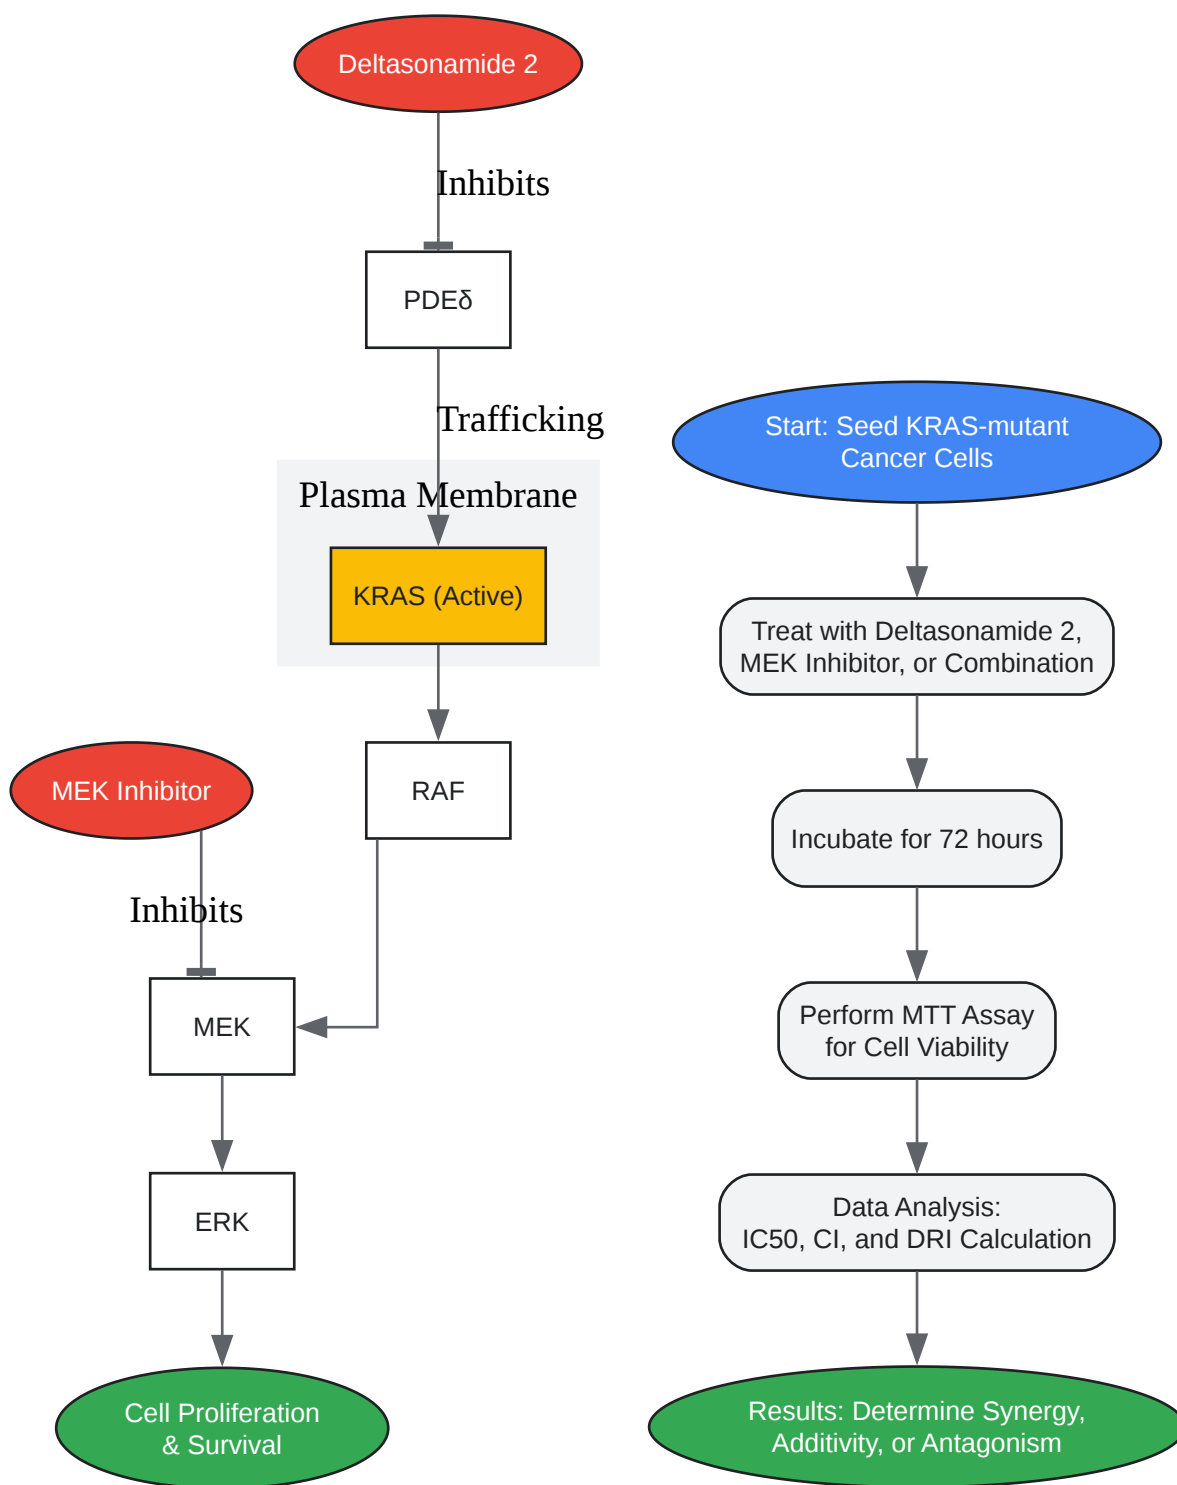 Deltasonamide 2
Inhibits
PDEδ
Trafficking
Plasma Membrane
KRAS (Active)
RAF
MEK Inhibitor
Inhibits
MEK
ERK
Cell Proliferation
& Survival
Start: Seed KRAS-mutant
Cancer Cells
Treat with Deltasonamide 2,
MEK Inhibitor, or Combination
Incubate for 72 hours
Perform MTT Assay
for Cell Viability
Data Analysis:
IC50, CI, and DRI Calculation
Results: Determine Synergy,
Additivity, or Antagonism